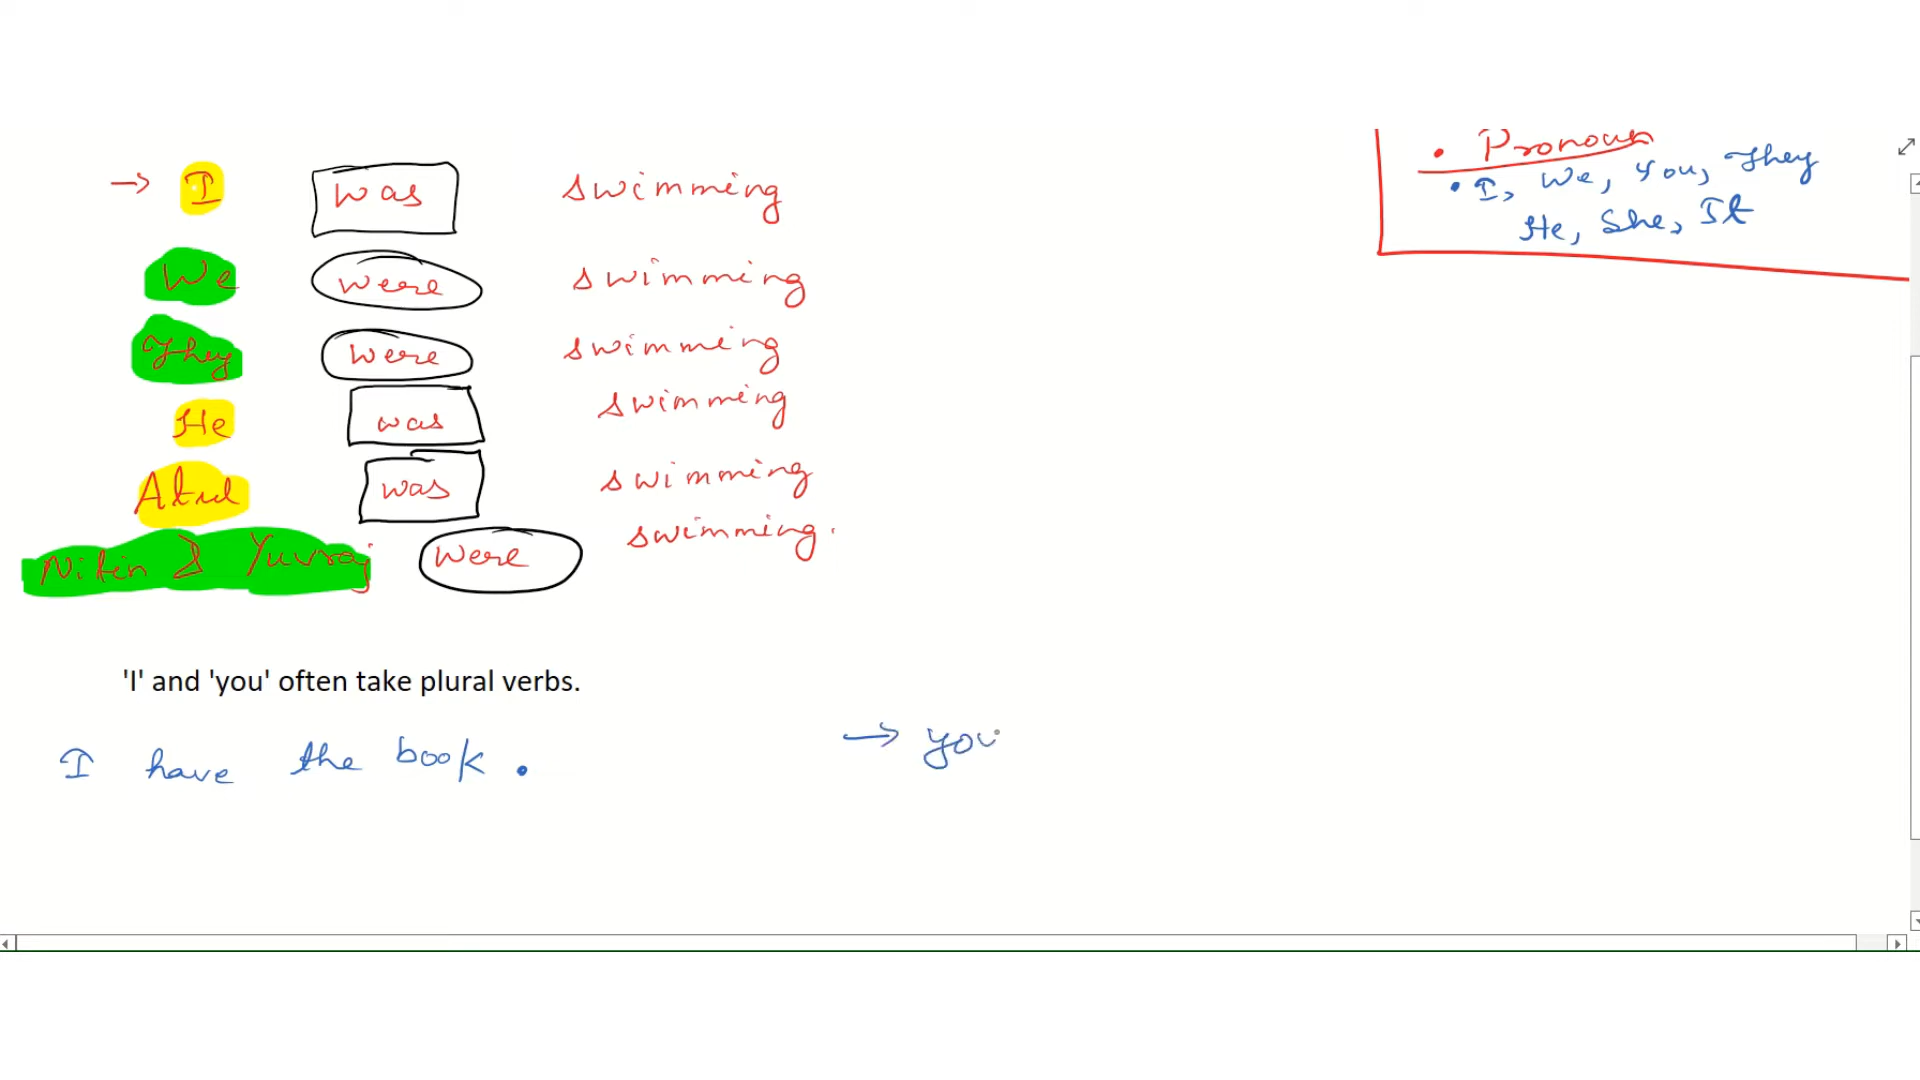 → I was swimming
We were swimming
They were swimming
He was swimming
Atul was swimming
Nitin & Yuvraj were swimming.
• Pronoun
• I, We, You, They
He, She, It
'I' and 'you' often take plural verbs.
I have the book.
→ you